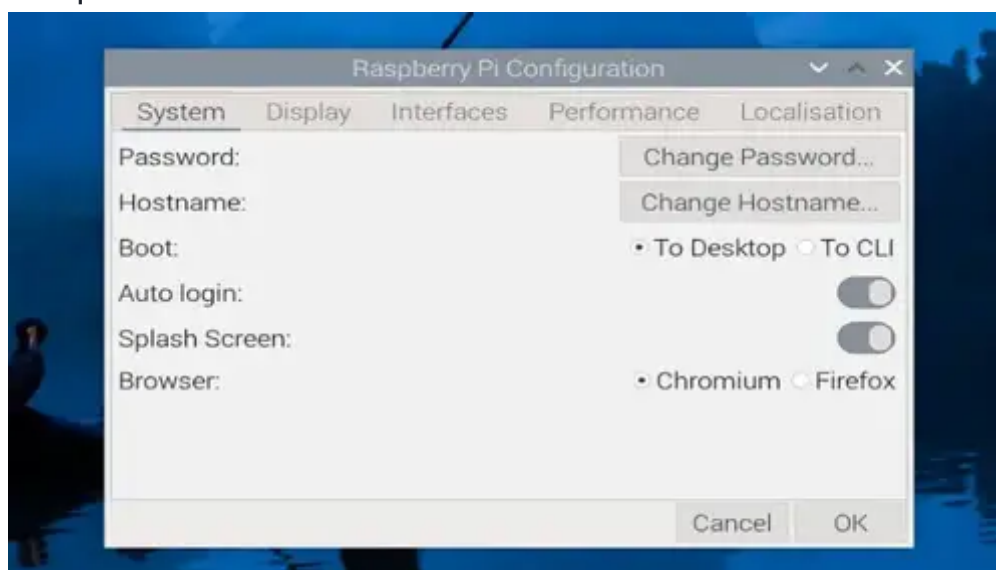 Raspberry Pi Configuration
System Display Interfaces Performance Localisation
Password: Change Password...
Hostname: Change Hostname...
Boot: To Desktop To CLI
Auto login:
Splash Screen:
Browser: Chromium Firefox
Cancel OK